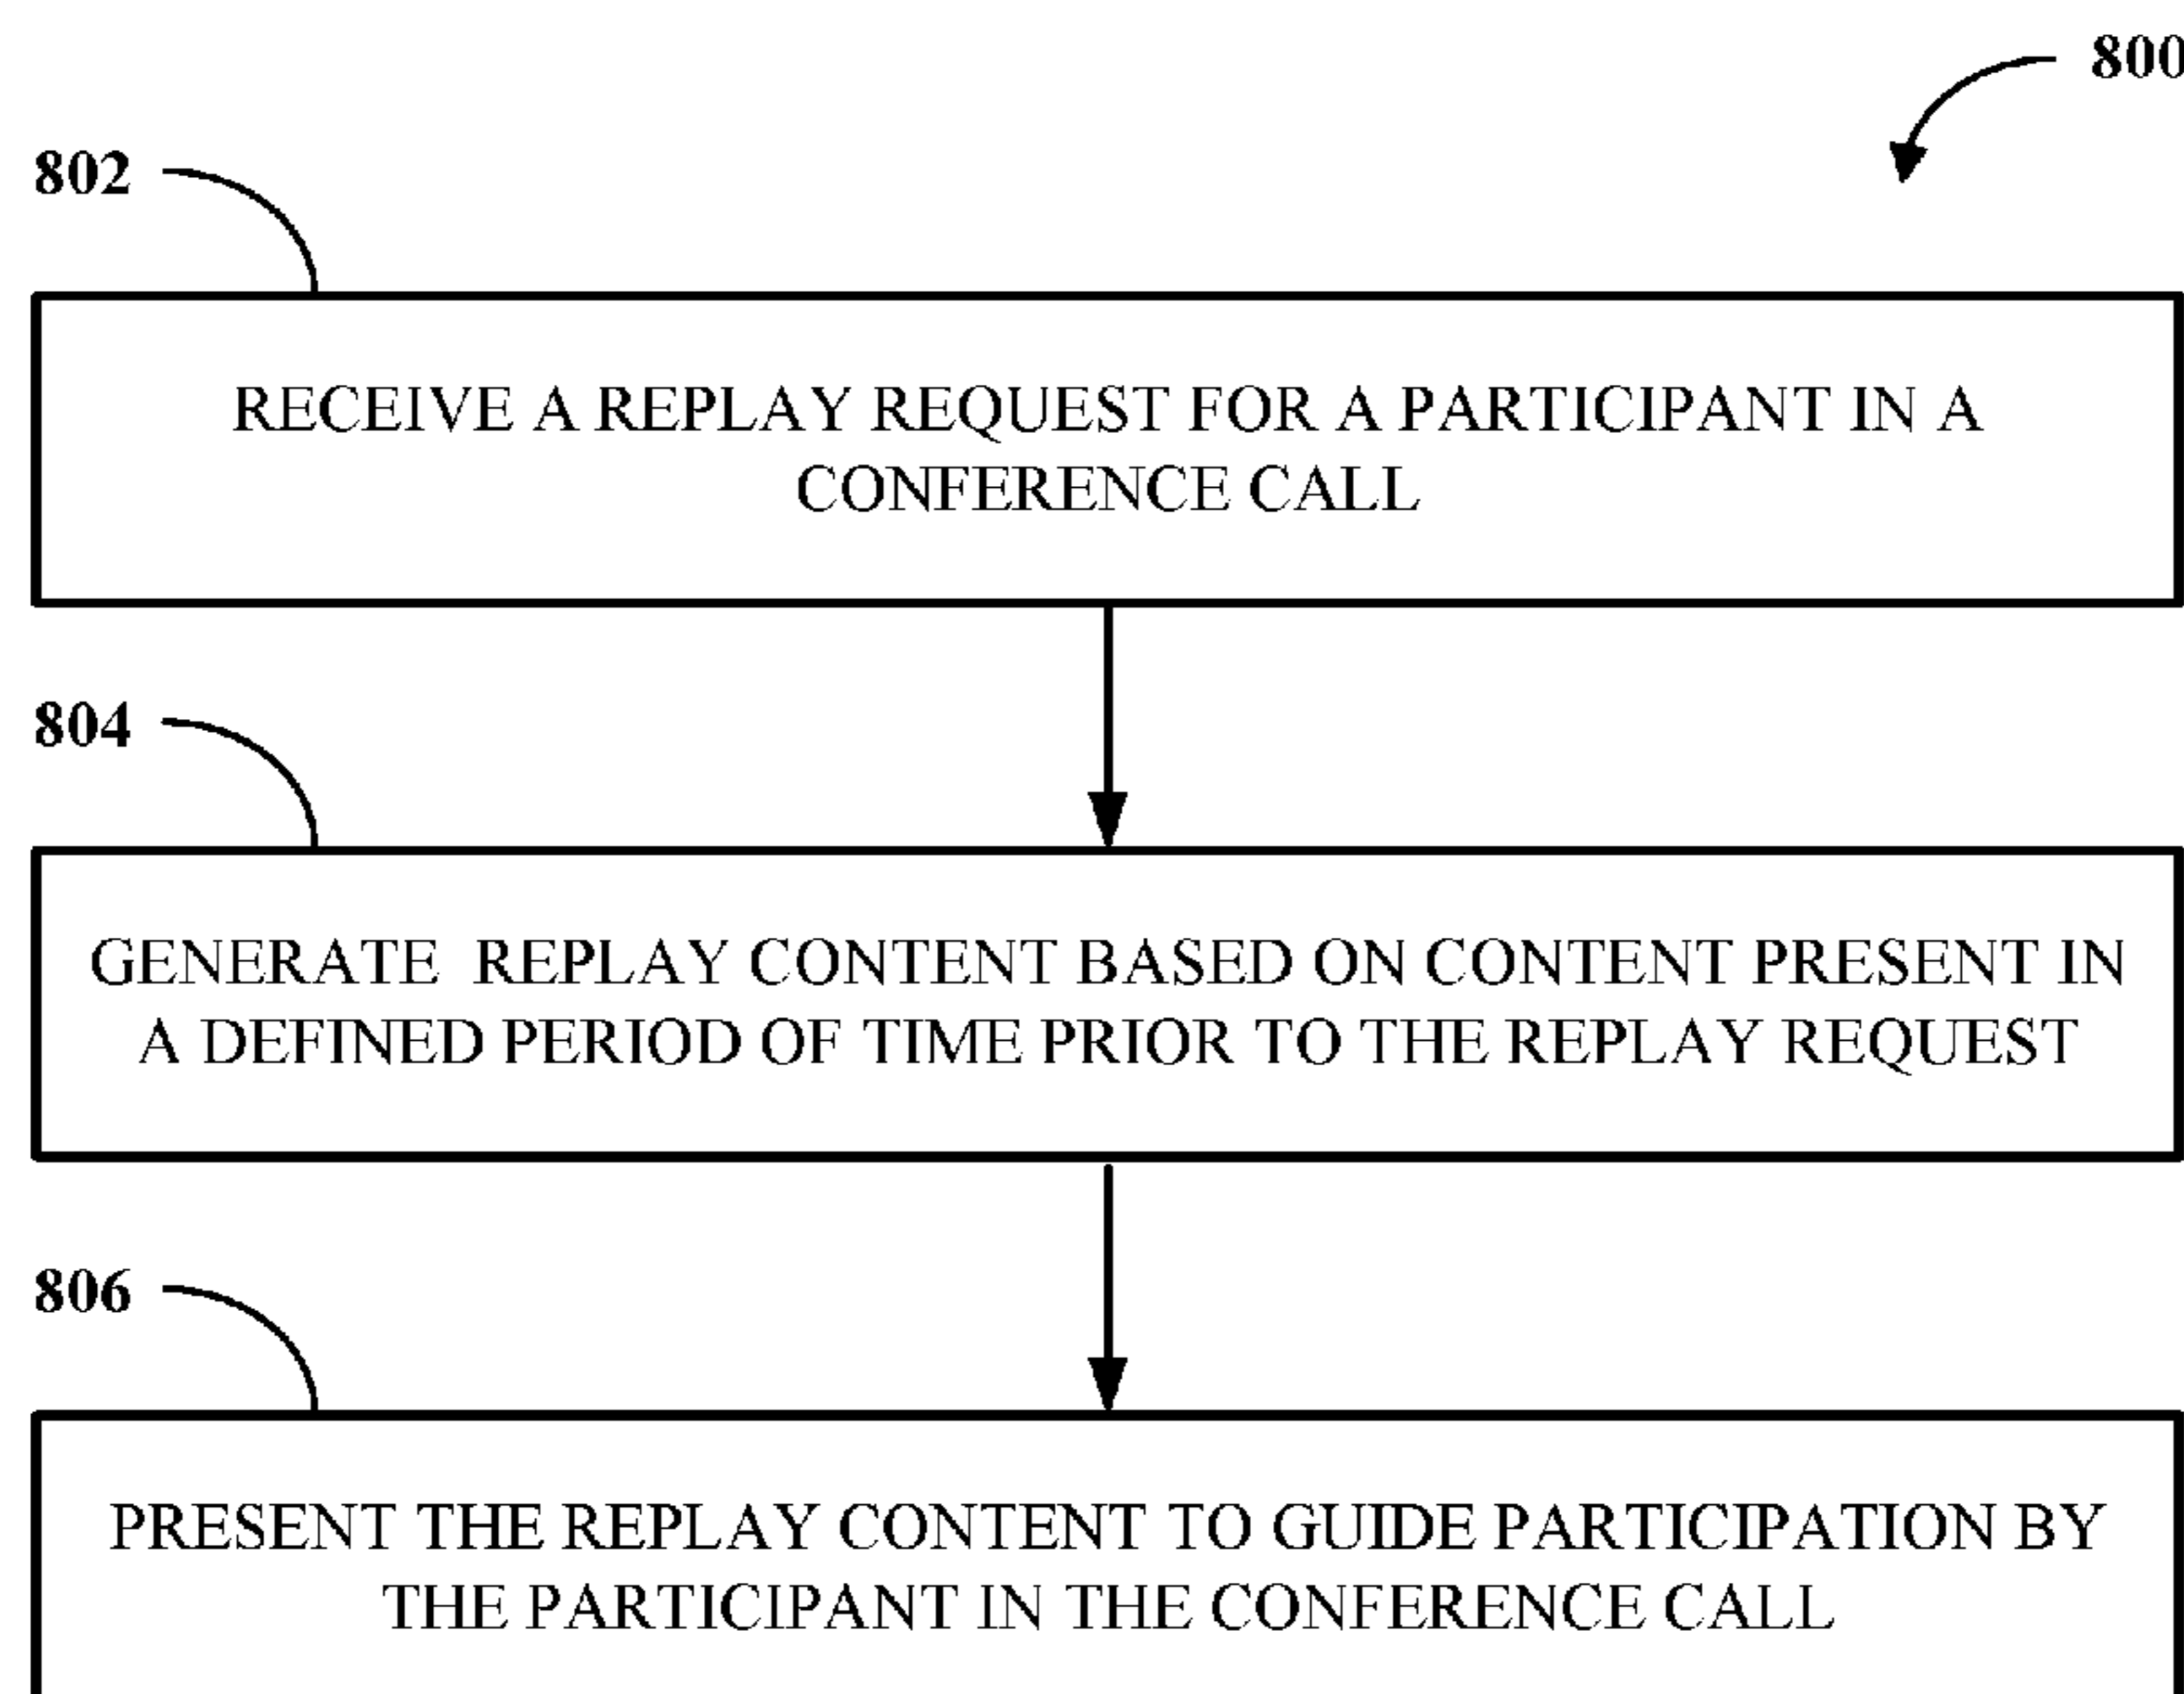 800
802
RECEIVE A REPLAY REQUEST FOR A PARTICIPANT IN A
CONFERENCE CALL
804
GENERATE REPLAY CONTENT BASED ON CONTENT PRESENT IN
A DEFINED PERIOD OF TIME PRIOR TO THE REPLAY REQUEST
806
PRESENT THE REPLAY CONTENT TO GUIDE PARTICIPATION BY
THE PARTICIPANT IN THE CONFERENCE CALL